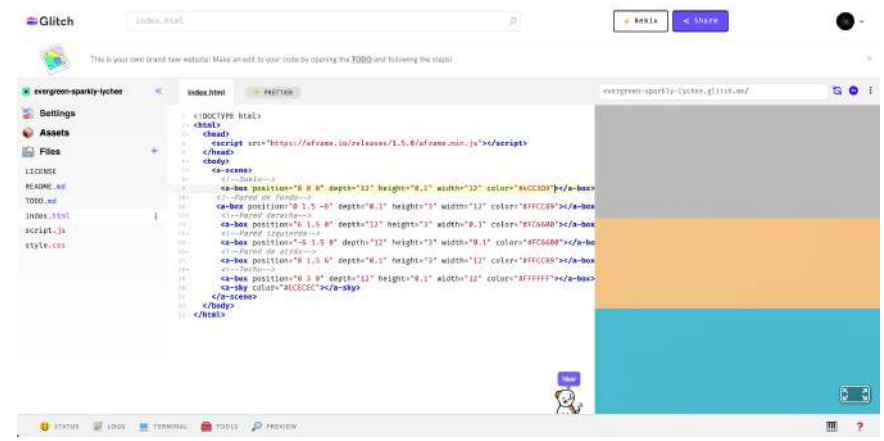 Glitch
index.html
Remix
Share
This is your own brand new website! Make an edit to your code by opening the TODO and following the steps!
evergreen-sparkly-lychee
index.html
PRETTIER
evergreen-sparkly-lychee.glitch.me/
Settings
Assets
Files
LICENSE
README.md
TODO.md
index.html
script.js
style.css
<!DOCTYPE html>
<html>
<head>
<script src="https://aframe.io/releases/1.5.0/aframe.min.js"></script>
</head>
<body>
<a-scene>
<!--Suelo-->
<a-box position="0 0 0" depth="12" height="0.1" width="12" color="#4CC3D9"></a-box>
<!--Pared de fondo-->
<a-box position="0 1.5 -6" depth="0.1" height="3" width="12" color="#FFCC89"></a-box>
<!--Pared derecha-->
<a-box position="6 1.5 0" depth="12" height="3" width="0.1" color="#FC6600"></a-box>
<!--Pared izquierda-->
<a-box position="-6 1.5 0" depth="12" height="3" width="0.1" color="#FC6600"></a-bo
<!--Pared de atrás-->
<a-box position="0 1.5 6" depth="0.1" height="3" width="12" color="#FFCC89"></a-box>
<!--Techo-->
<a-box position="0 3 0" depth="12" height="0.1" width="12" color="#FFFFFF"></a-box>
<a-sky color="#ECECEC"></a-sky>
</a-scene>
</body>
</html>
New
STATUS
LOGS
TERMINAL
TOOLS
PREVIEW
?